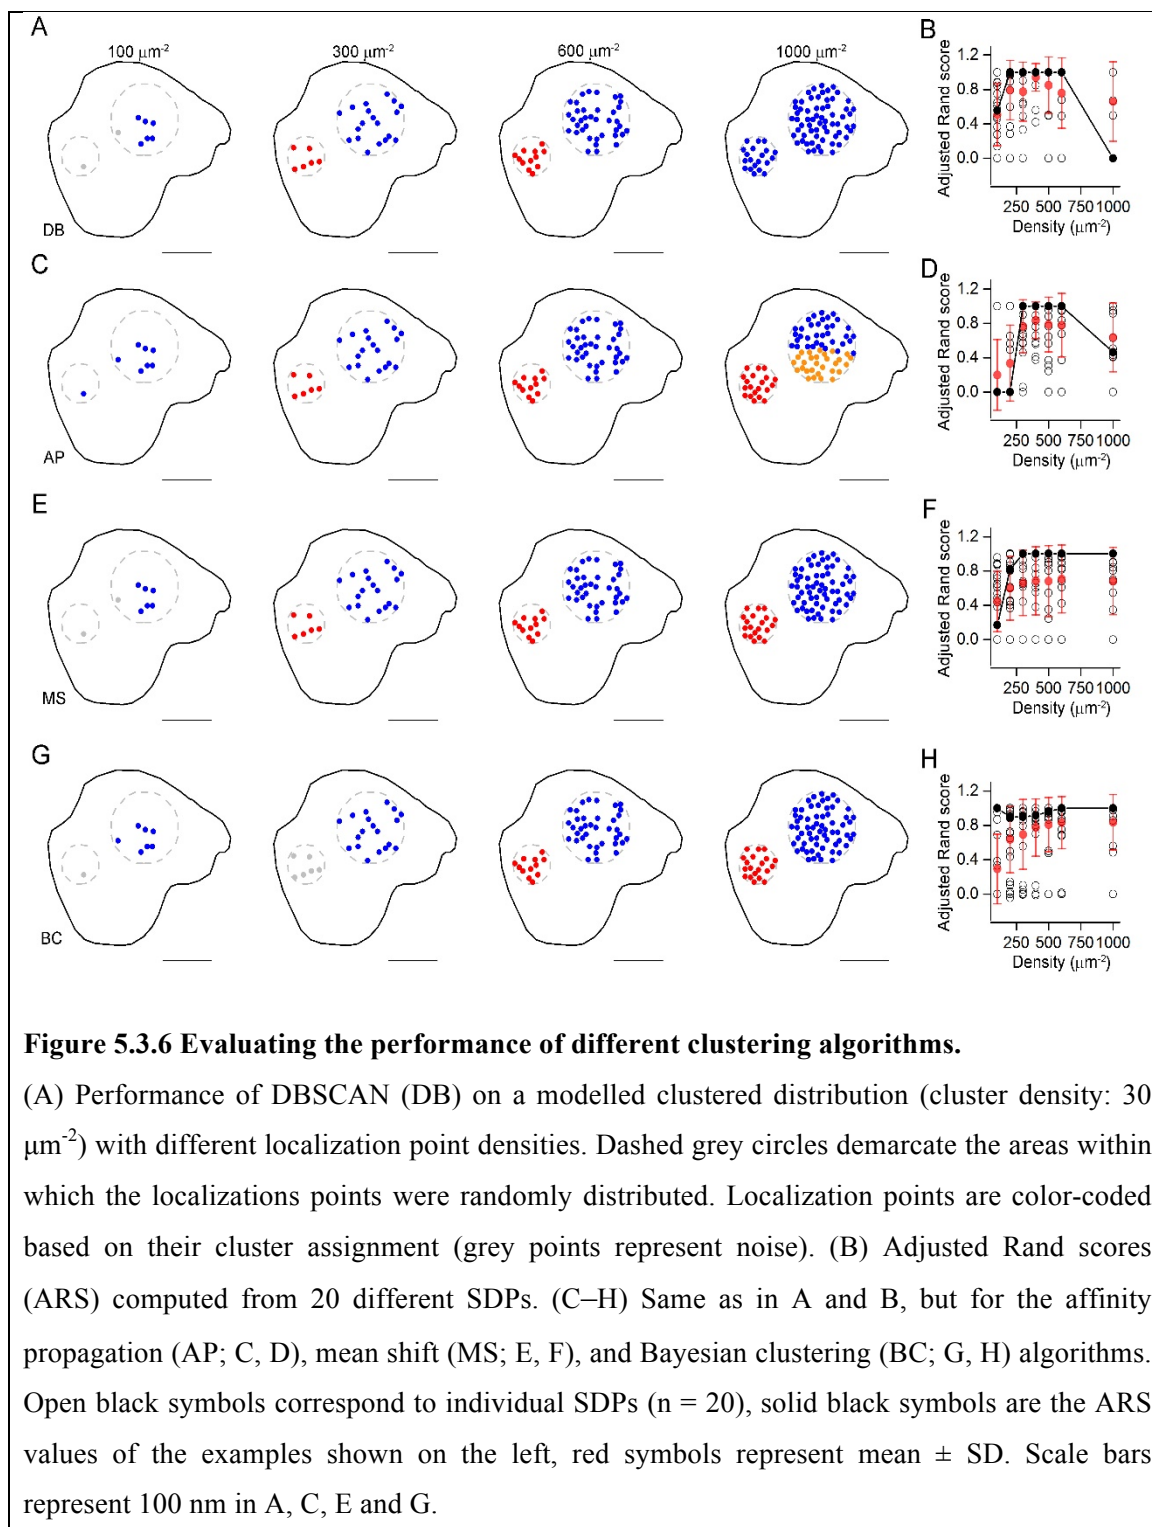 A
100 μm-2
300 μm-2
600 μm-2
1000 μm-2
DB
B
Adjusted Rand score
1.2
0.8
0.4
0.0
250 500 750 1000
Density (μm-2)
C
AP
D
Adjusted Rand score
1.2
0.8
0.4
0.0
250 500 750 1000
Density (μm-2)
E
MS
F
Adjusted Rand score
1.2
0.8
0.4
0.0
250 500 750 1000
Density (μm-2)
G
BC
H
Adjusted Rand score
1.2
0.8
0.4
0.0
250 500 750 1000
Density (μm-2)
Figure 5.3.6 Evaluating the performance of different clustering algorithms.
(A) Performance of DBSCAN (DB) on a modelled clustered distribution (cluster density: 30
μm-2) with different localization point densities. Dashed grey circles demarcate the areas within
which the localizations points were randomly distributed. Localization points are color-coded
based on their cluster assignment (grey points represent noise). (B) Adjusted Rand scores
(ARS) computed from 20 different SDPs. (C–H) Same as in A and B, but for the affinity
propagation (AP; C, D), mean shift (MS; E, F), and Bayesian clustering (BC; G, H) algorithms.
Open black symbols correspond to individual SDPs (n = 20), solid black symbols are the ARS
values of the examples shown on the left, red symbols represent mean ± SD. Scale bars
represent 100 nm in A, C, E and G.